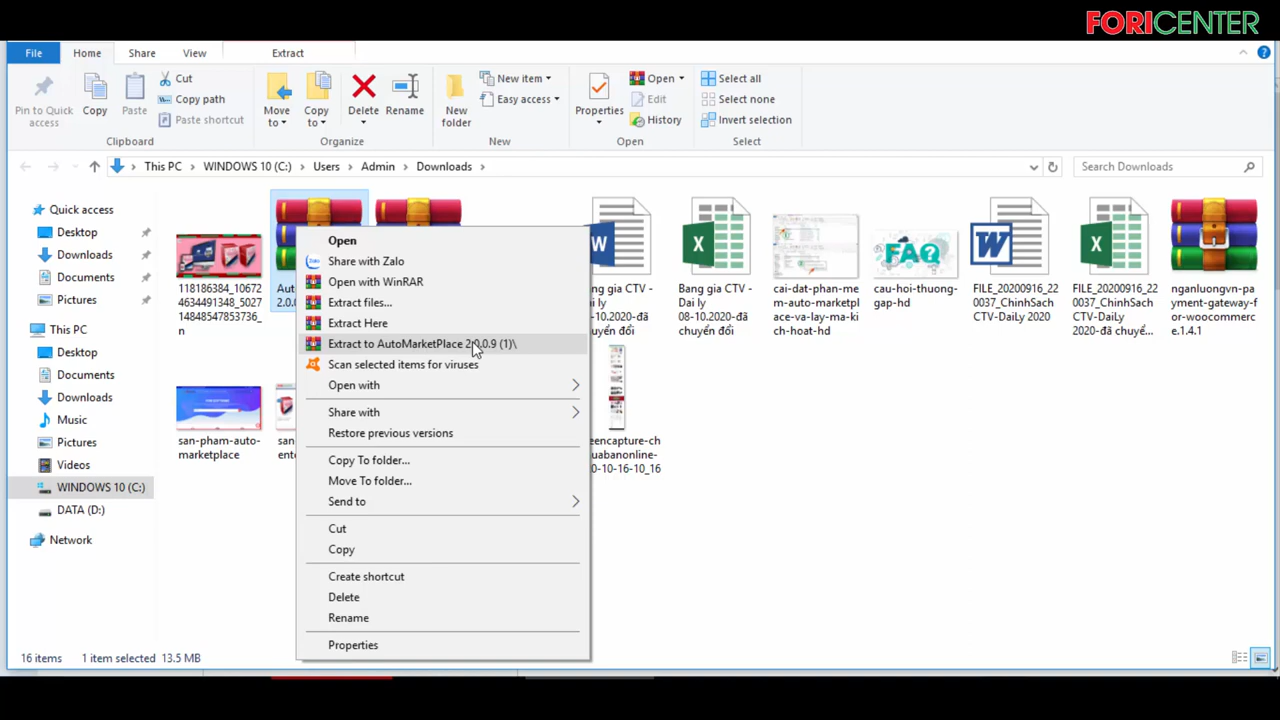 FORICENTER
File
Home
Share
View
Extract
Pin to Quick
access
Copy
Paste
Cut
Copy path
Paste shortcut
Move
to
Copy
to
Delete
Rename
New
folder
New item
Easy access
Properties
Open
Edit
History
Select all
Select none
Invert selection
Clipboard
Organize
New
Open
Select
This PC
WINDOWS 10 (C:)
Users
Admin
Downloads
Search Downloads
Quick access
Desktop
Downloads
Documents
Pictures
This PC
Desktop
Documents
Downloads
Music
Pictures
Videos
WINDOWS 10 (C:)
DATA (D:)
Network
118186384_10672
4634491348_5027
148485478537​36_
n
Aut
2.0.
Open
Share with Zalo
Open with WinRAR
Extract files...
Extract Here
Extract to AutoMarketPlace 2.0.0.9 (1)\
Scan selected items for viruses
Open with
Share with
Restore previous versions
Copy To folder...
Move To folder...
Send to
Cut
Copy
Create shortcut
Delete
Rename
Properties
gia CTV -
ly
10.2020-đã
n đổi
Bang gia CTV -
Dai ly
08-10.2020-đã
chuyển đổi
cai-dat-phan-me
m-auto-marketpl
ace-va-lay-ma-ki
ch-hoat-hd
cau-hoi-thuong-
gap-hd
FILE_20200916_22
0037_ChinhSach
CTV-Daily 2020
FILE_20200916_22
0037_ChinhSach
CTV-Daily
2020-đã chuyể...
nganluongvn-pa
yment-gateway-f
or-woocommerc
e.1.4.1
san-pham-auto-
marketplace
san
ente
eencapture-ch
uabanonline-
0-10-16-10_16
16 items
1 item selected
13.5 MB